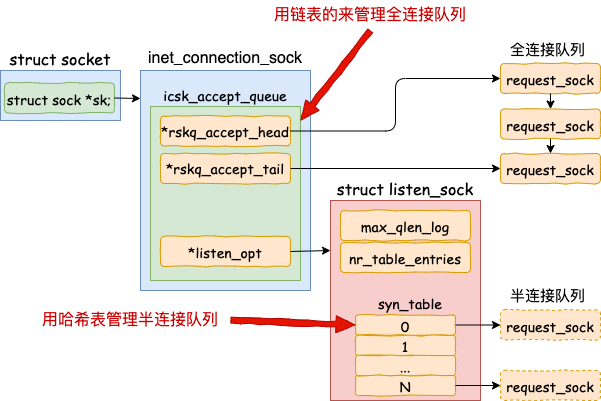 用链表的来管理全连接队列
struct socket
inet_connection_sock
全连接队列
struct sock *sk;
icsk_accept_queue
request_sock
*rskq_accept_head
request_sock
*rskq_accept_tail
request_sock
struct listen_sock
max_qlen_log
*listen_opt
nr_table_entries
syn_table
半连接队列
用哈希表管理半连接队列
0
request_sock
1
...
N
request_sock